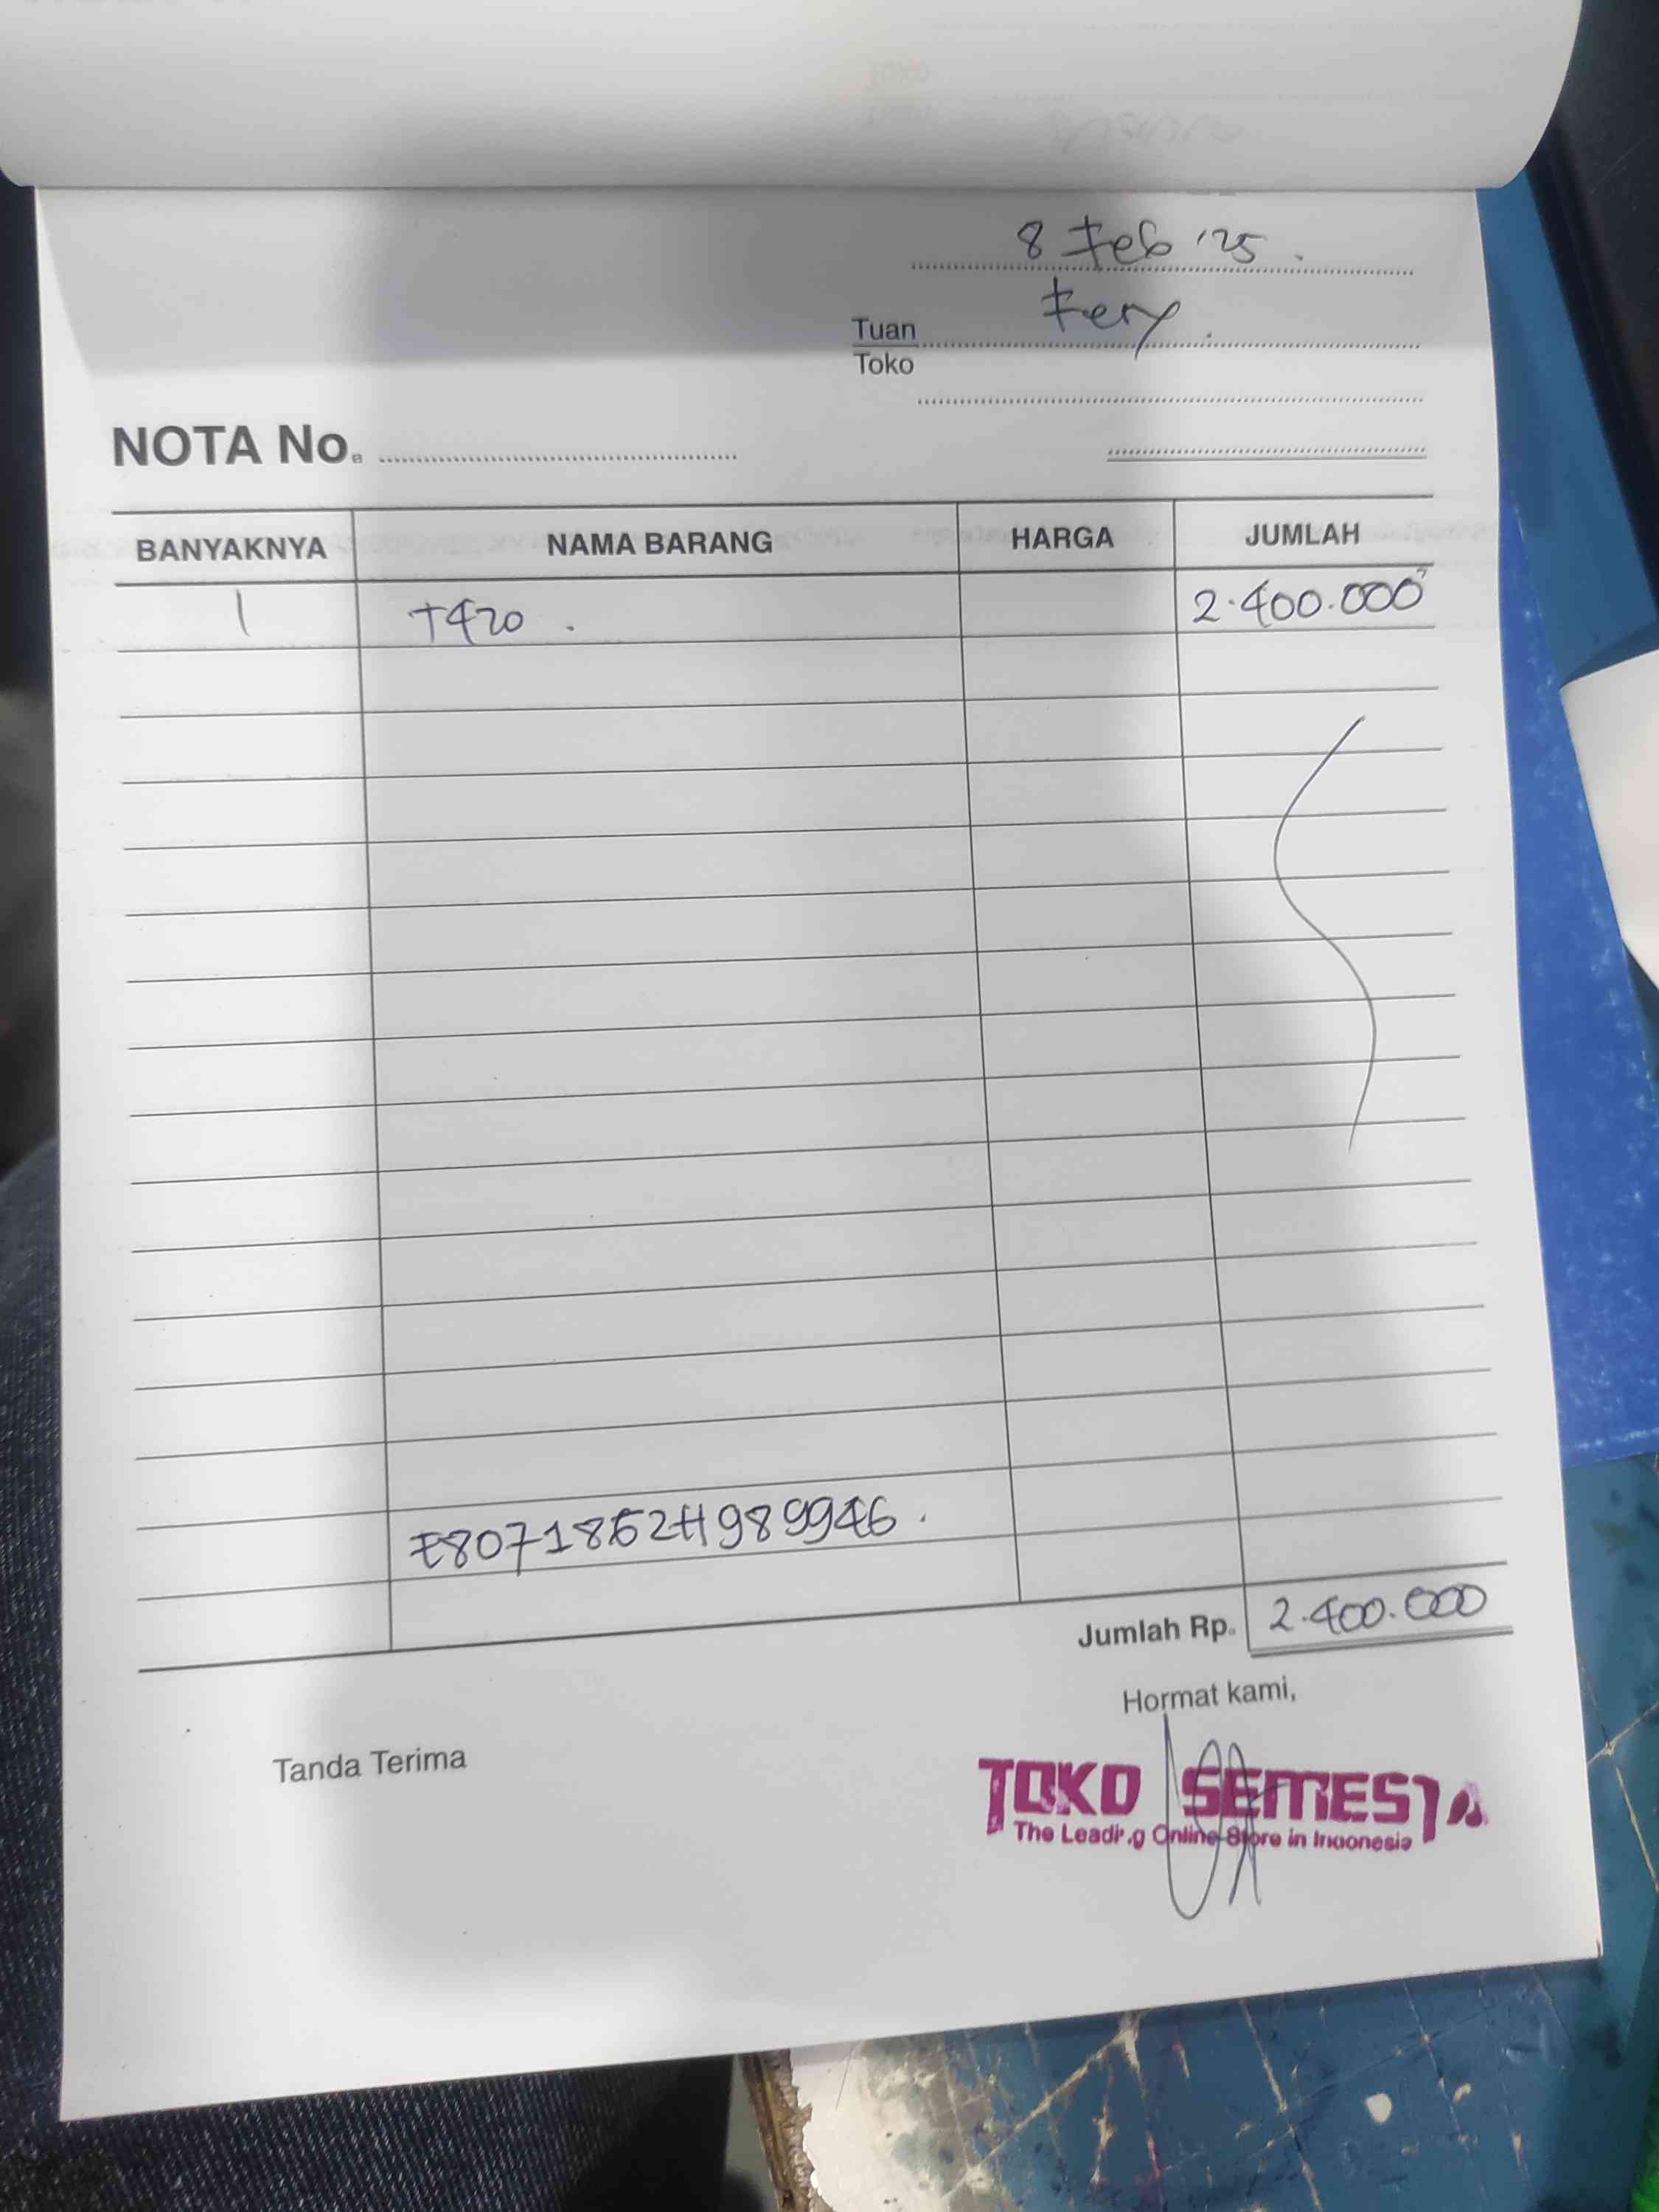 8 Feb '25.
Tuan Fery.
Toko
NOTA No.
BANYAKNYA NAMA BARANG HARGA JUMLAH
1 T420. 2.400.000
E8071862H989946.
Jumlah Rp. 2.400.000
Hormat kami,
Tanda Terima
TOKO SEMESTA
The Leading Online Store in Indonesia